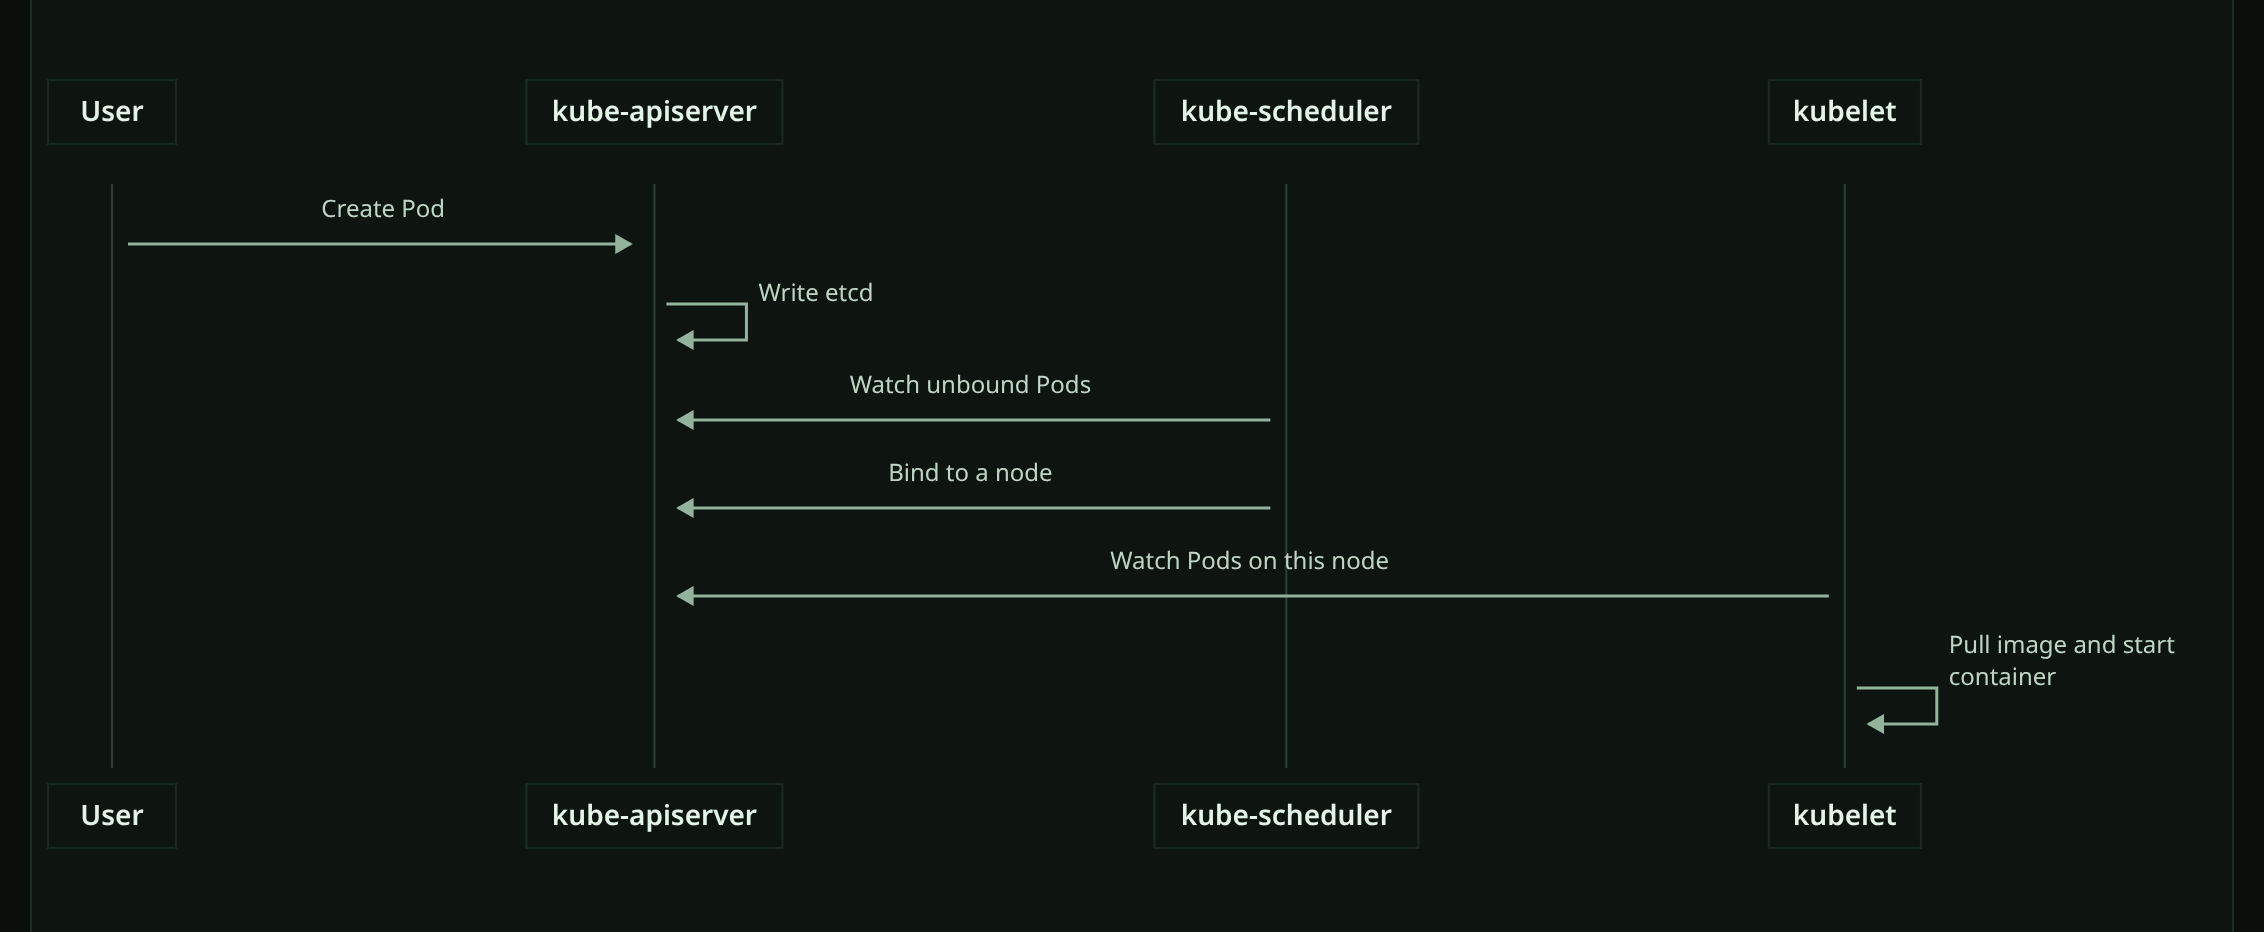 User
kube-apiserver
kube-scheduler
kubelet
Create Pod
Write etcd
Watch unbound Pods
Bind to a node
Watch Pods on this node
Pull image and start
container
User
kube-apiserver
kube-scheduler
kubelet